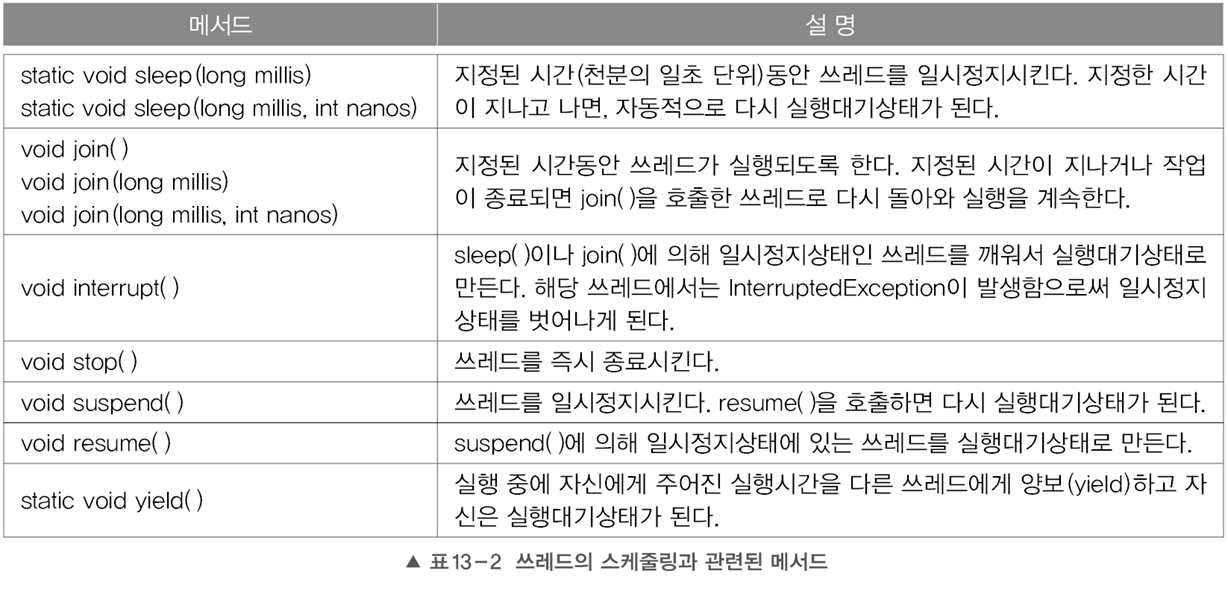 메서드 설 명
static void sleep(long millis)
static void sleep(long millis, int nanos)
지정된 시간(천분의 일초 단위)동안 쓰레드를 일시정지시킨다. 지정한 시간
이 지나고 나면, 자동적으로 다시 실행대기상태가 된다.
void join( )
void join(long millis)
void join(long millis, int nanos)
지정된 시간동안 쓰레드가 실행되도록 한다. 지정된 시간이 지나거나 작업
이 종료되면 join( )을 호출한 쓰레드로 다시 돌아와 실행을 계속한다.
void interrupt( )
sleep( )이나 join( )에 의해 일시정지상태인 쓰레드를 깨워서 실행대기상태로
만든다. 해당 쓰레드에서는 InterruptedException이 발생함으로써 일시정지
상태를 벗어나게 된다.
void stop( )
쓰레드를 즉시 종료시킨다.
void suspend( )
쓰레드를 일시정지시킨다. resume( )을 호출하면 다시 실행대기상태가 된다.
void resume( )
suspend( )에 의해 일시정지상태에 있는 쓰레드를 실행대기상태로 만든다.
static void yield( )
실행 중에 자신에게 주어진 실행시간을 다른 쓰레드에게 양보(yield)하고 자
신은 실행대기상태가 된다.
▲ 표13-2 쓰레드의 스케줄링과 관련된 메서드